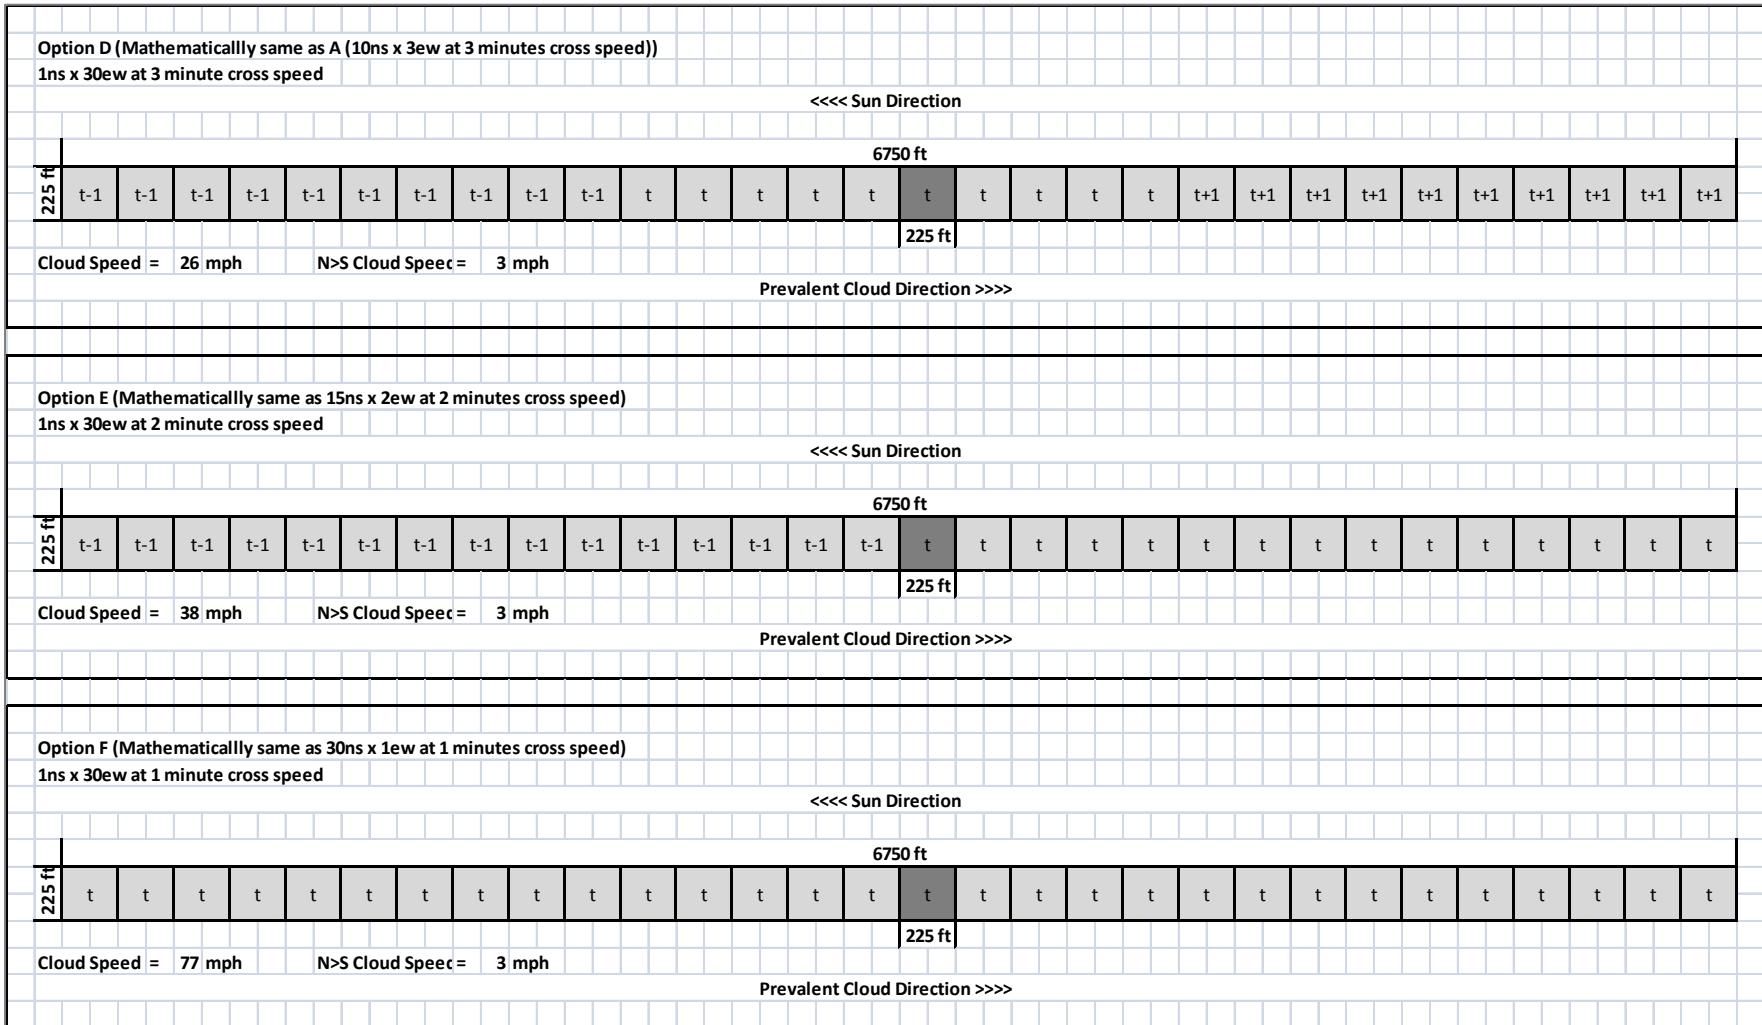 Option D (Mathematicallly same as A (10ns x 3ew at 3 minutes cross speed))
1ns x 30ew at 3 minute cross speed
<<<< Sun Direction
6750 ft
225 ft t-1 t-1 t-1 t-1 t-1 t-1 t-1 t-1 t-1 t-1 t t t t t t t t t t t+1 t+1 t+1 t+1 t+1 t+1 t+1 t+1 t+1 t+1
225 ft
Cloud Speed = 26 mph N>S Cloud Speed = 3 mph
Prevalent Cloud Direction >>>>
Option E (Mathematicallly same as 15ns x 2ew at 2 minutes cross speed)
1ns x 30ew at 2 minute cross speed
<<<< Sun Direction
6750 ft
225 ft t-1 t-1 t-1 t-1 t-1 t-1 t-1 t-1 t-1 t-1 t-1 t-1 t-1 t-1 t-1 t t t t t t t t t t t t t t t
225 ft
Cloud Speed = 38 mph N>S Cloud Speed = 3 mph
Prevalent Cloud Direction >>>>
Option F (Mathematicallly same as 30ns x 1ew at 1 minutes cross speed)
1ns x 30ew at 1 minute cross speed
<<<< Sun Direction
6750 ft
225 ft t t t t t t t t t t t t t t t t t t t t t t t t t t t t t t
225 ft
Cloud Speed = 77 mph N>S Cloud Speed = 3 mph
Prevalent Cloud Direction >>>>